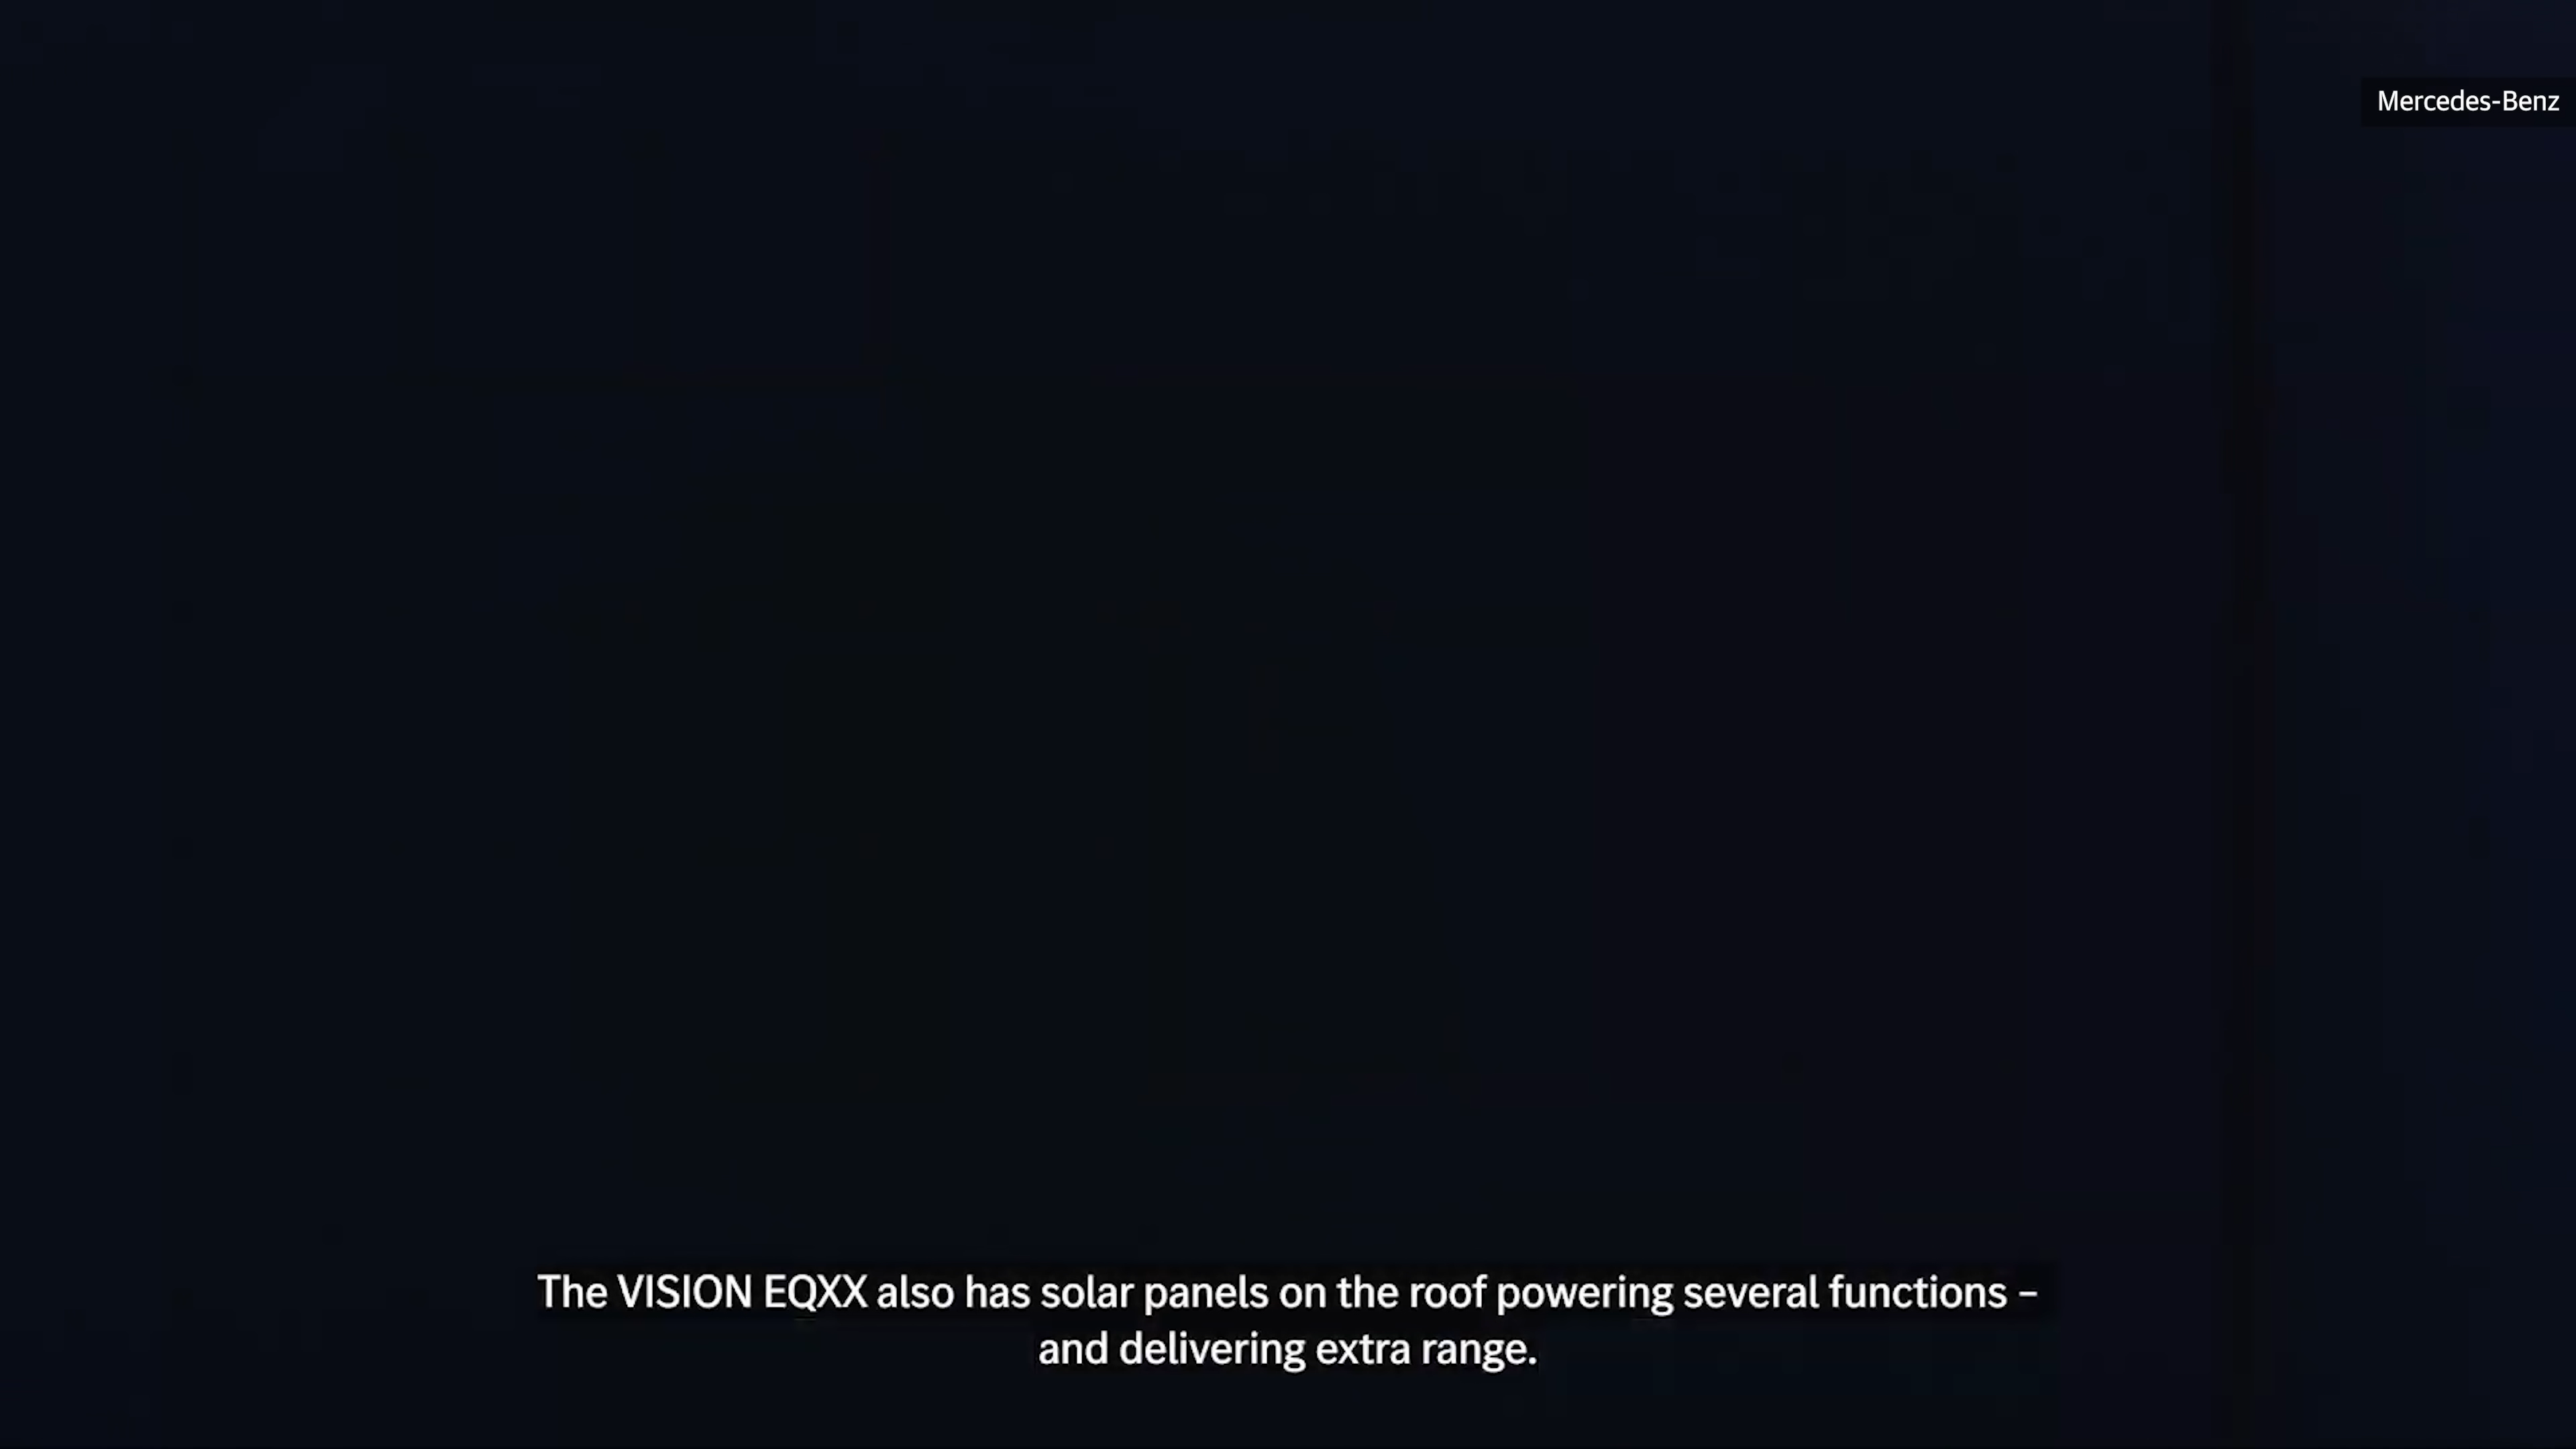 Mercedes-Benz
The VISION EQXX also has solar panels on the roof powering several functions –
and delivering extra range.